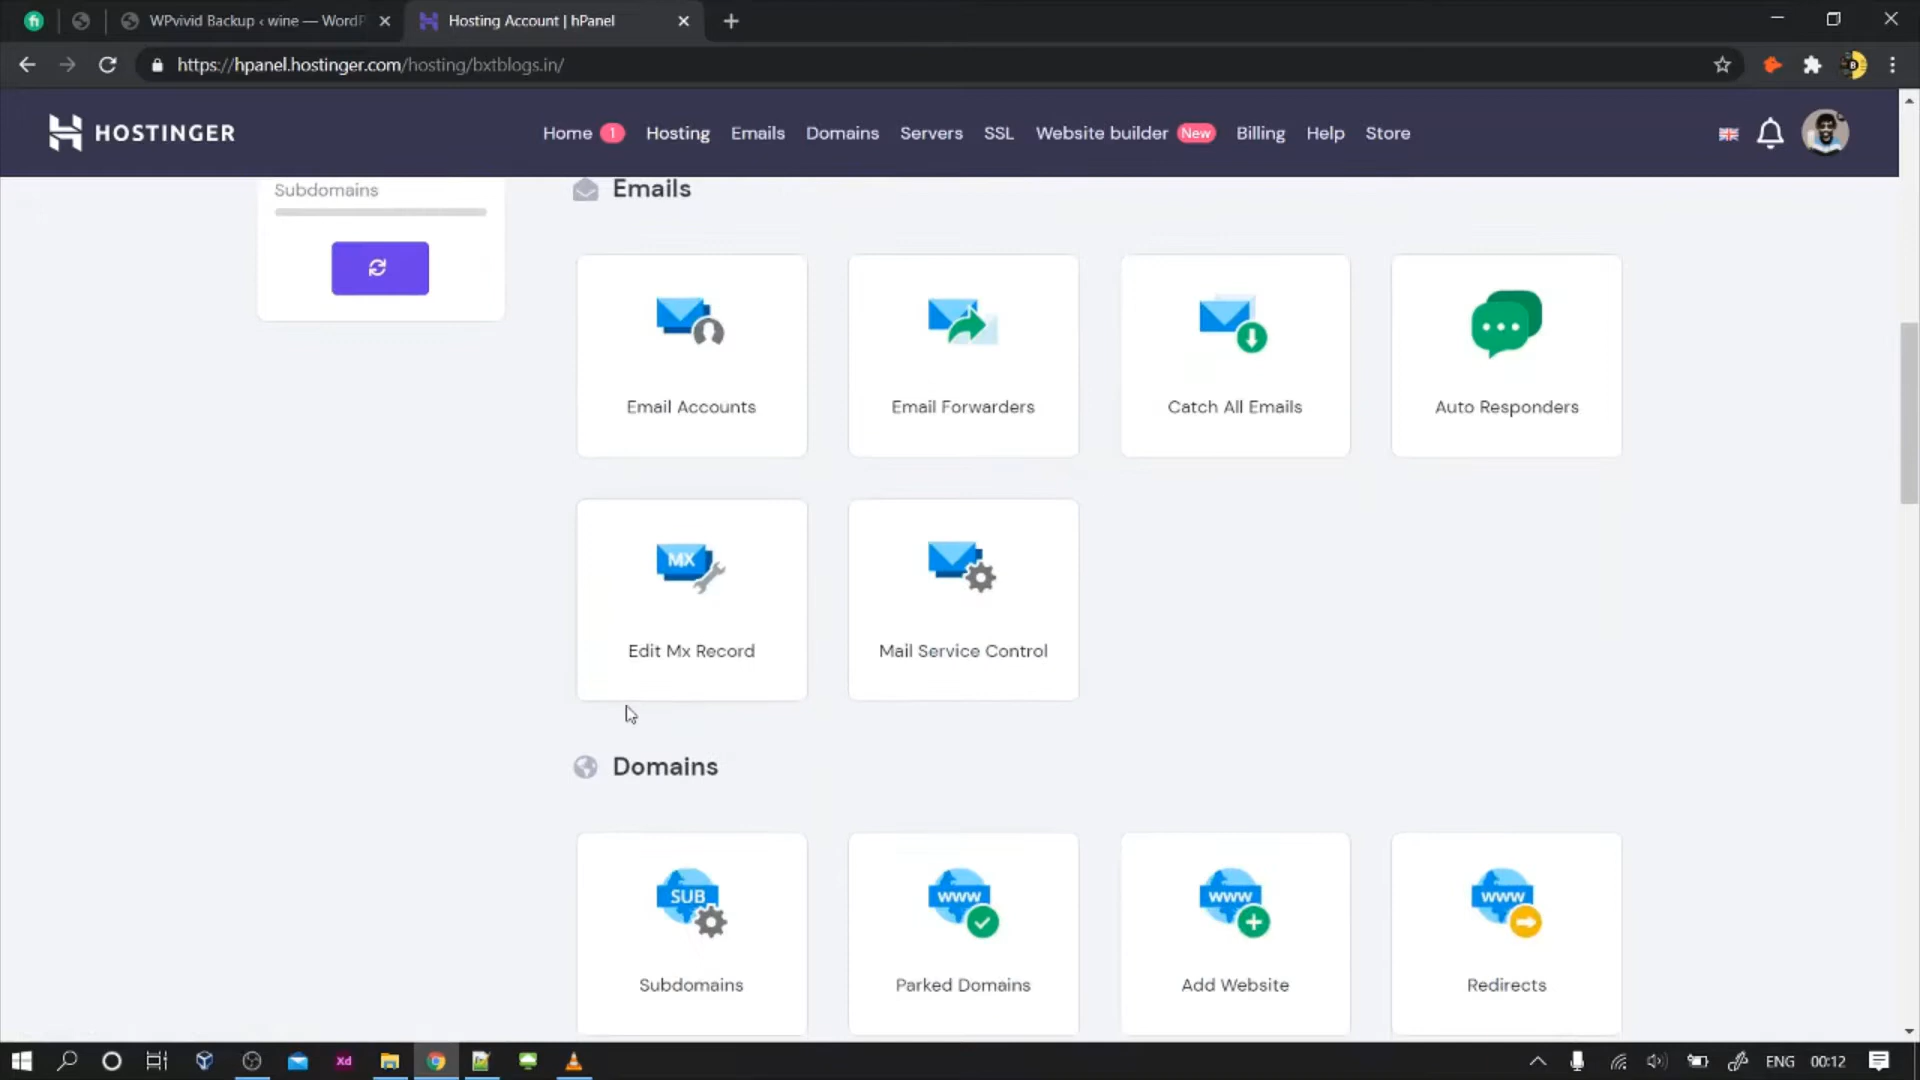 WPvivid Backup ‹ wine — WordP
Hosting Account | hPanel
https://hpanel.hostinger.com/hosting/bxtblogs.in/
HOSTINGER
Home 1 Hosting Emails Domains Servers SSL Website builder New Billing Help Store
Subdomains
Emails
Email Accounts
Email Forwarders
Catch All Emails
Auto Responders
MX
Edit Mx Record
Mail Service Control
Domains
SUB
Subdomains
www
Parked Domains
www
Add Website
www
Redirects
Xd
ENG
00:12